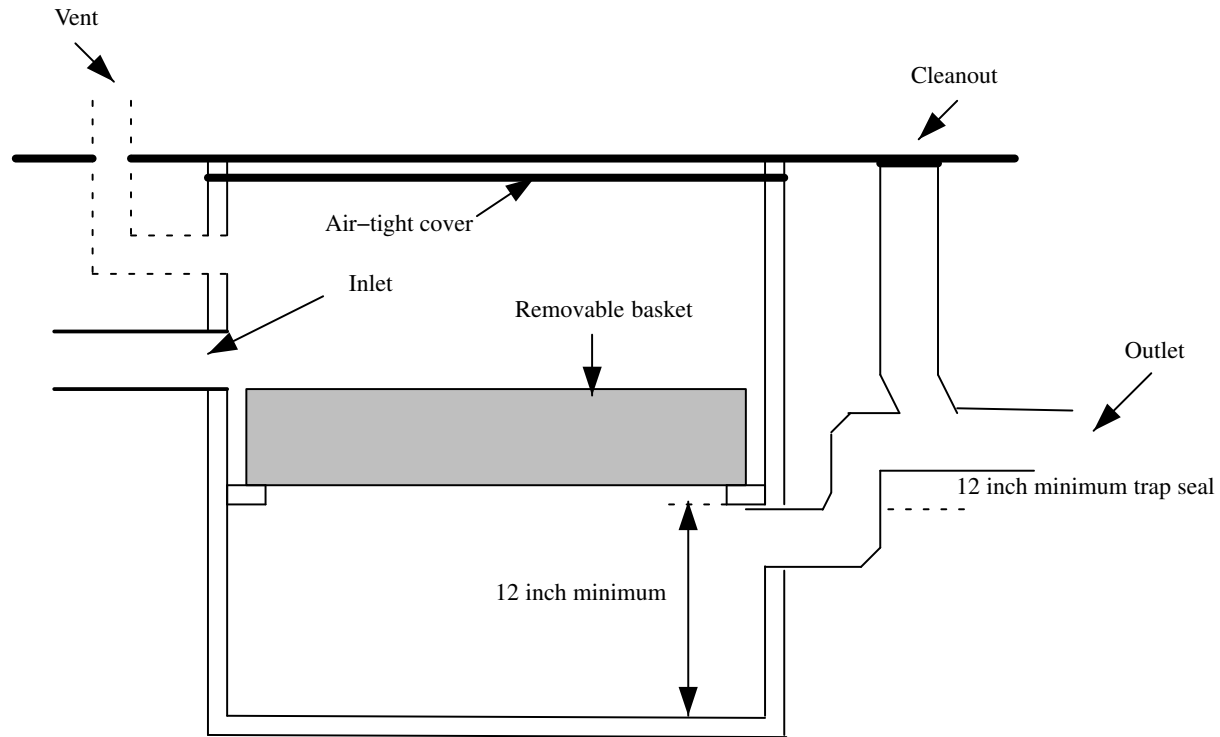 Vent
Cleanout
Air−tight cover
Inlet
Removable basket
Outlet
12 inch minimum trap seal
12 inch minimum